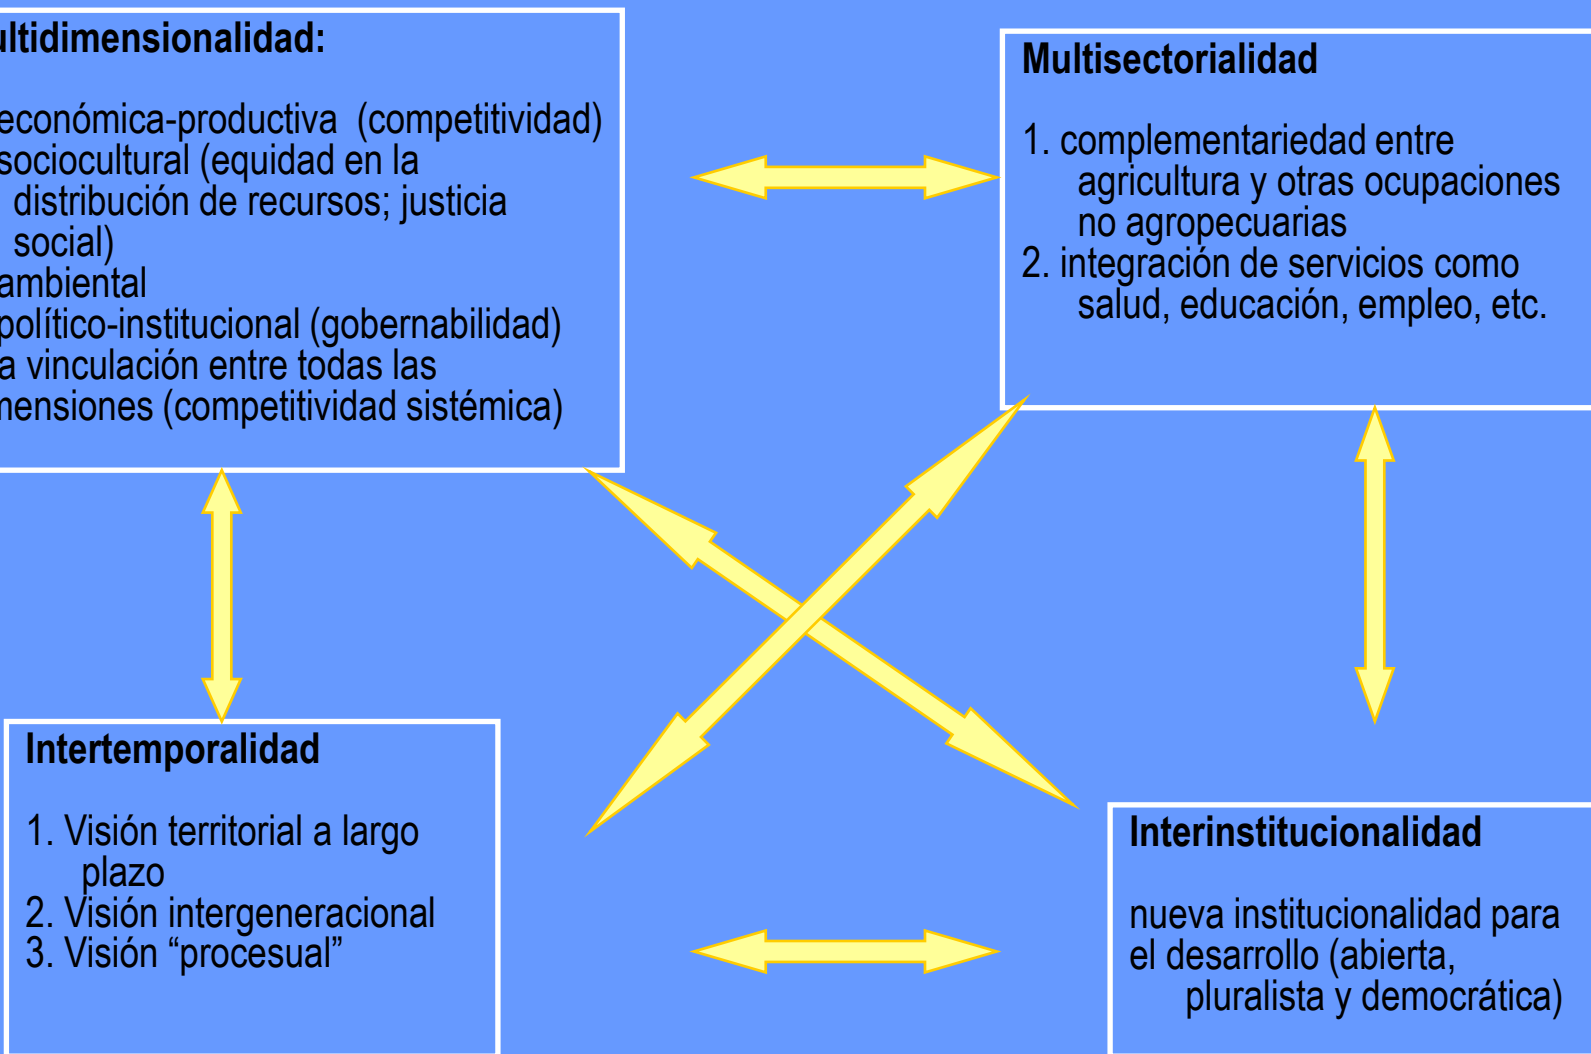 ultidimensionalidad:
económica-productiva (competitividad)
sociocultural (equidad en la
distribución de recursos; justicia
social)
ambiental
político-institucional (gobernabilidad)
a vinculación entre todas las
mensiones (competitividad sistémica)
Multisectorialidad
1. complementariedad entre
agricultura y otras ocupaciones
no agropecuarias
2. integración de servicios como
salud, educación, empleo, etc.
Intertemporalidad
1. Visión territorial a largo
plazo
2. Visión intergeneracional
3. Visión “procesual”
Interinstitucionalidad
nueva institucionalidad para
el desarrollo (abierta,
pluralista y democrática)